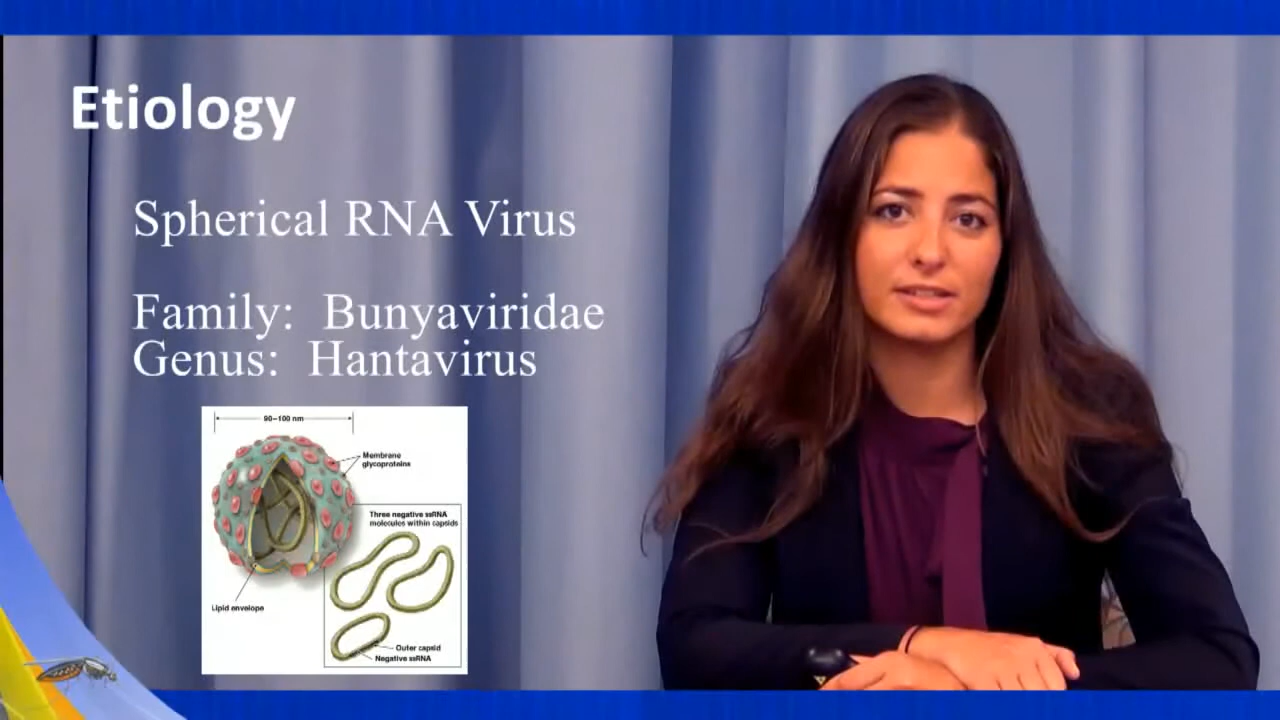 Etiology
Spherical RNA Virus
Family: Bunyaviridae
Genus: Hantavirus
90–100 nm
Membrane
glycoproteins
Three negative ssRNA
molecules within capsids
Lipid envelope
Outer capsid
Negative ssRNA